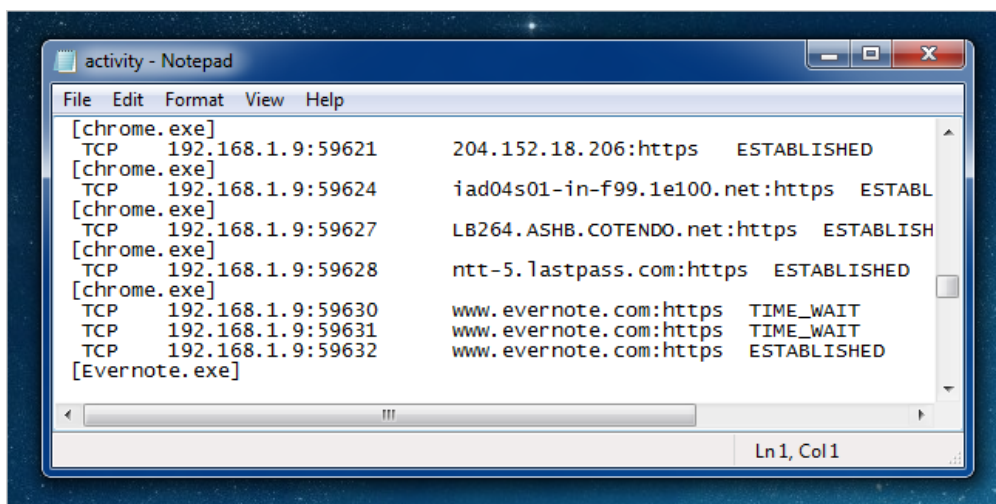 activity - Notepad
File Edit Format View Help
[chrome.exe]
TCP 192.168.1.9:59621 204.152.18.206:https ESTABLISHED
[chrome.exe]
TCP 192.168.1.9:59624 iad04s01-in-f99.1e100.net:https ESTABL
[chrome.exe]
TCP 192.168.1.9:59627 LB264.ASHB.COTENDO.net:https ESTABLISH
[chrome.exe]
TCP 192.168.1.9:59628 ntt-5.lastpass.com:https ESTABLISHED
[chrome.exe]
TCP 192.168.1.9:59630 www.evernote.com:https TIME_WAIT
TCP 192.168.1.9:59631 www.evernote.com:https TIME_WAIT
TCP 192.168.1.9:59632 www.evernote.com:https ESTABLISHED
[Evernote.exe]
Ln 1, Col 1